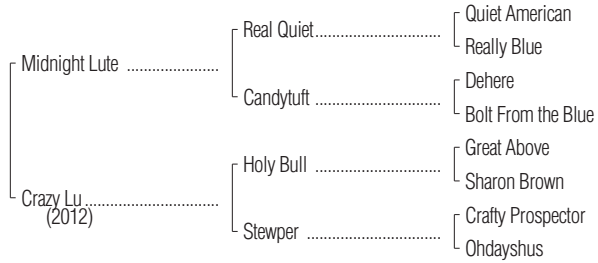 Quiet American
Real Quiet
Really Blue
Midnight Lute
Dehere
Candytuft
Bolt From the Blue
Great Above
Holy Bull
Sharon Brown
Crazy Lu
(2012)
Crafty Prospector
Stewper
Ohdayshus